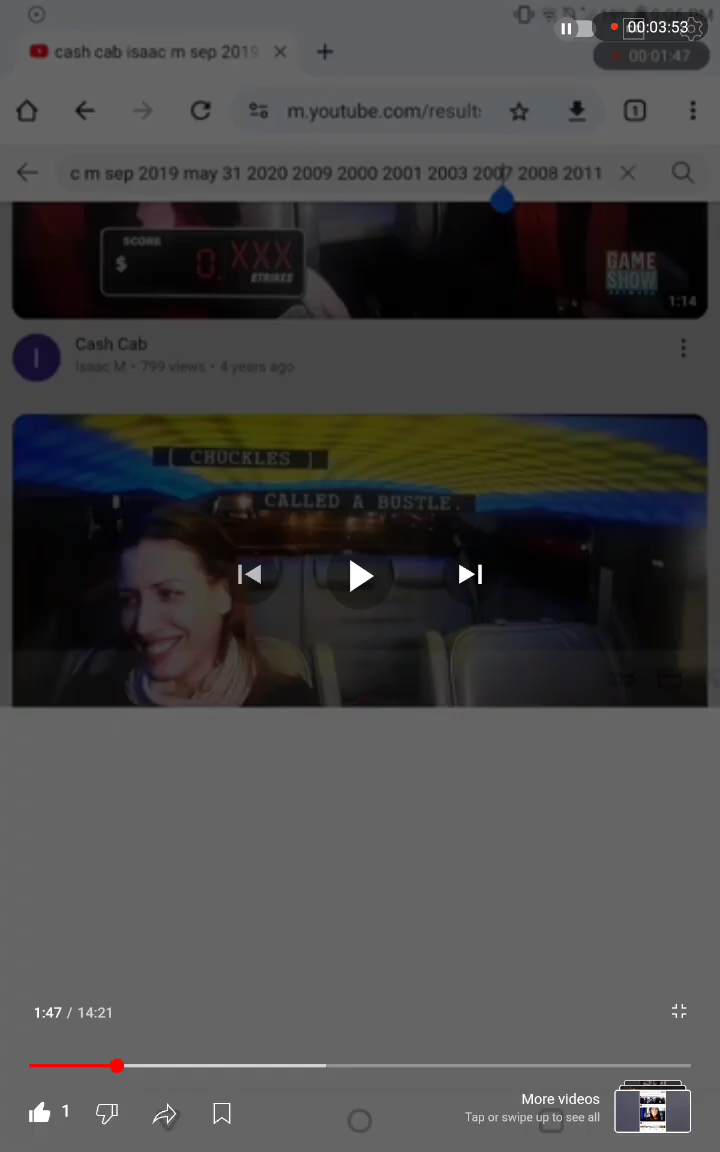 00:03:53
cash cab isaac m sep 2019
00:01:47
m.youtube.com/results
1
c m sep 2019 may 31 2020 2009 2000 2001 2003 2007 2008 2011
SCORE
$ 0. XXX
STRIKES
GAME
SHOW
NETWORK
1:14
I
Cash Cab
Isaac M • 799 views • 4 years ago
[ CHUCKLES ]
CALLED A BUSTLE.
1:47 / 14:21
1
More videos
Tap or swipe up to see all